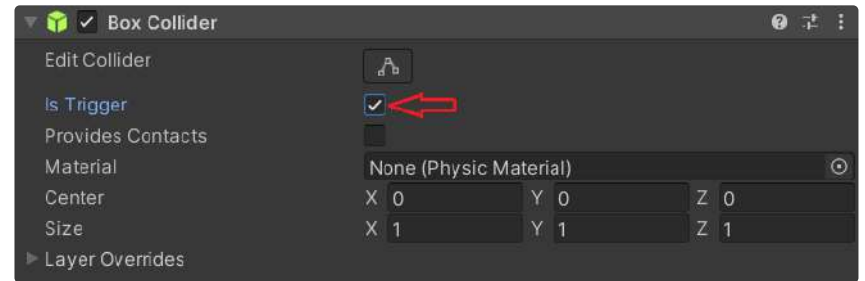 Box Collider
Edit Collider
Is Trigger
Provides Contacts
Material None (Physic Material)
Center X 0 Y 0 Z 0
Size X 1 Y 1 Z 1
Layer Overrides